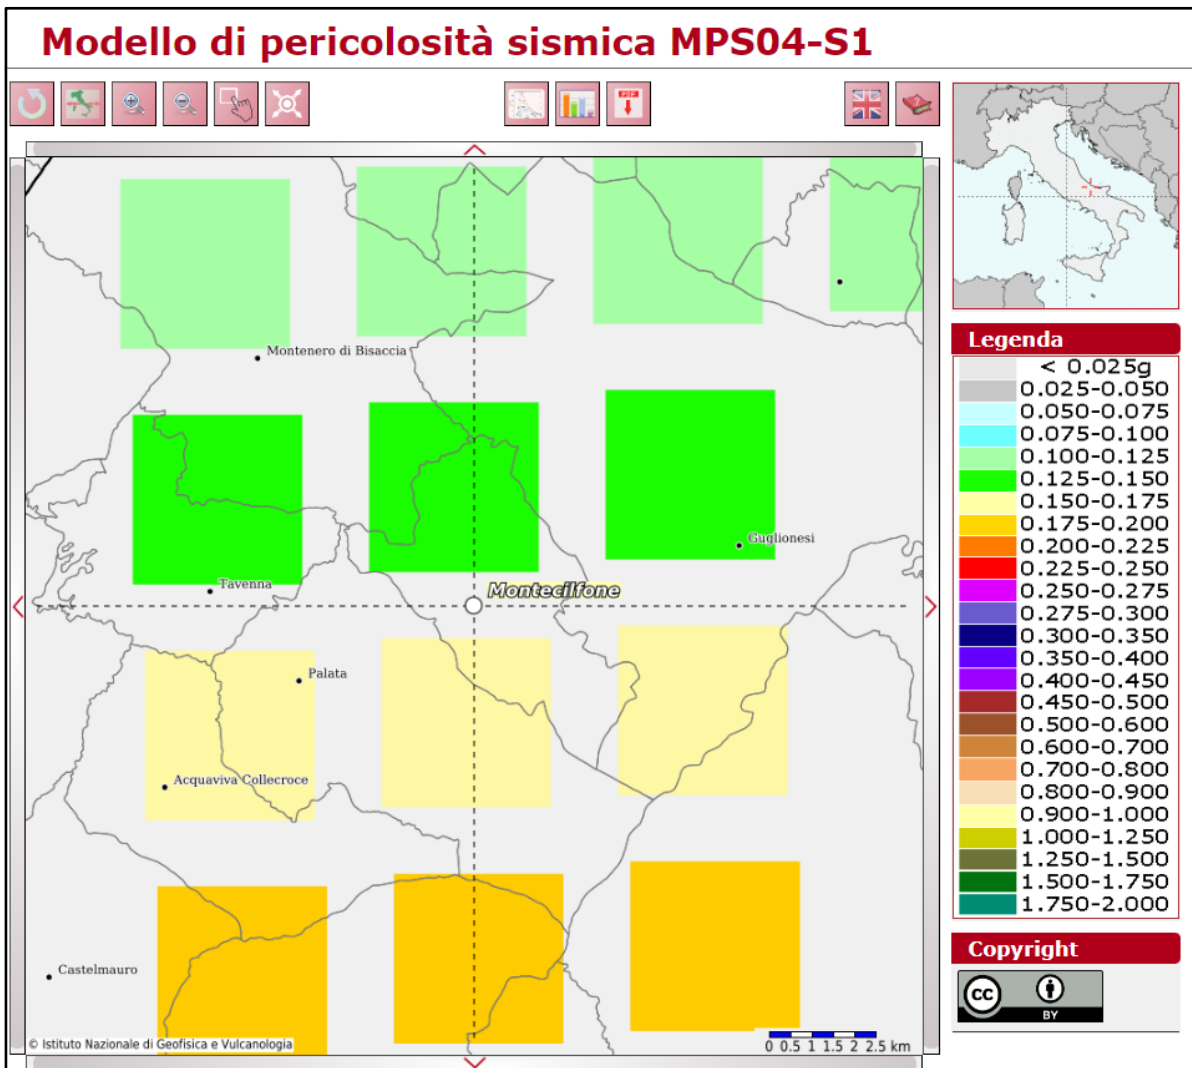 Modello di pericolosità sismica MPS04-S1
PDF
Montenero di Bisaccia
Guglionesi
Tavenna
Montecilfone
Palata
Acquaviva Collecroce
Castelmauro
© Istituto Nazionale di Geofisica e Vulcanologia
0 0.5 1 1.5 2 2.5 km
Legenda
< 0.025g
0.025-0.050
0.050-0.075
0.075-0.100
0.100-0.125
0.125-0.150
0.150-0.175
0.175-0.200
0.200-0.225
0.225-0.250
0.250-0.275
0.275-0.300
0.300-0.350
0.350-0.400
0.400-0.450
0.450-0.500
0.500-0.600
0.600-0.700
0.700-0.800
0.800-0.900
0.900-1.000
1.000-1.250
1.250-1.500
1.500-1.750
1.750-2.000
Copyright
cc
BY